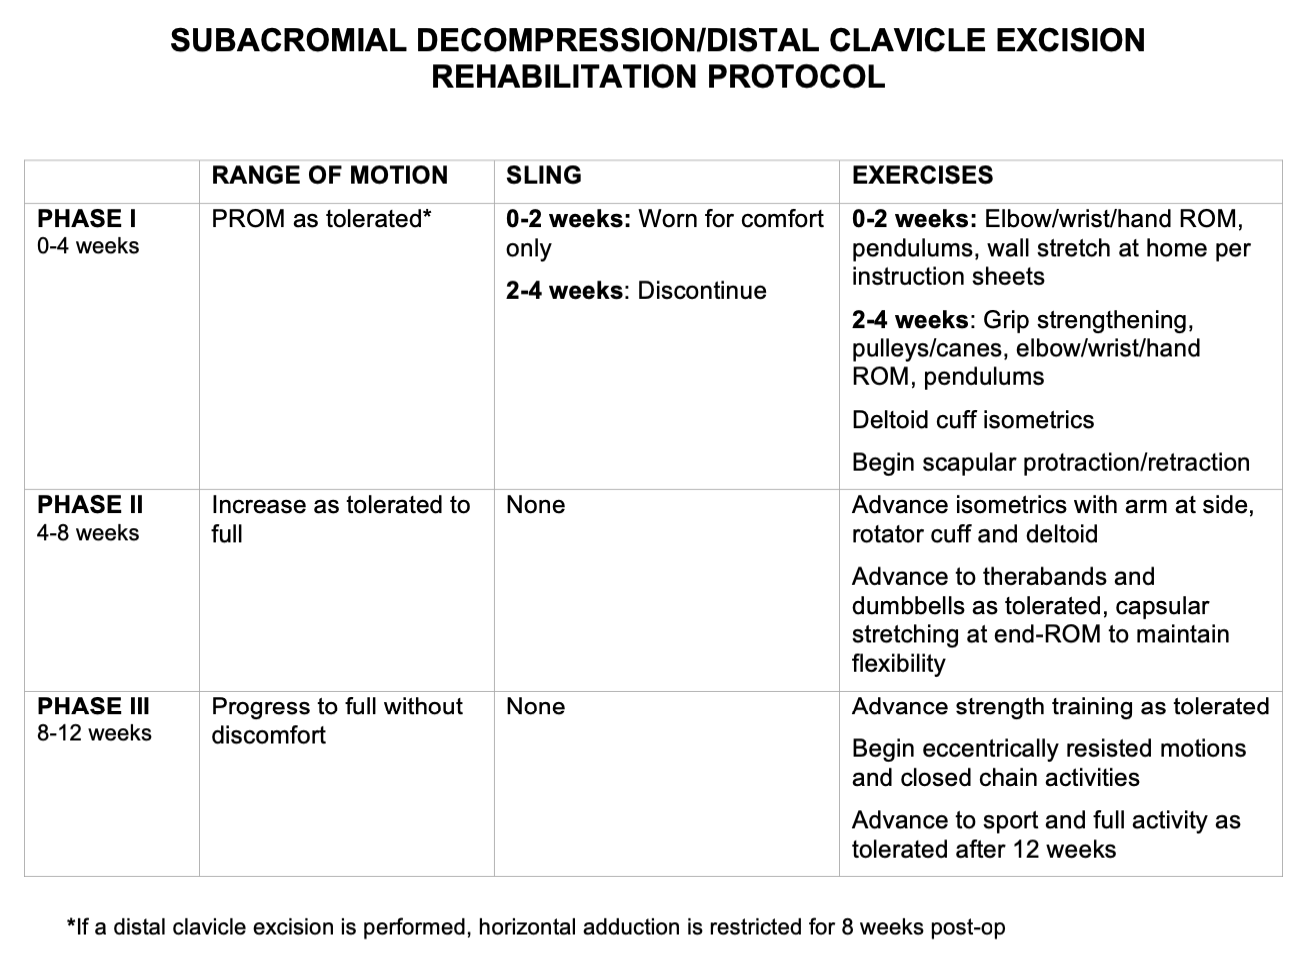 SUBACROMIAL DECOMPRESSION/DISTAL CLAVICLE EXCISION
REHABILITATION PROTOCOL
RANGE OF MOTION
SLING
EXERCISES
PHASE I
0-4 weeks
PROM as tolerated*
0-2 weeks: Worn for comfort
only
2-4 weeks: Discontinue
0-2 weeks: Elbow/wrist/hand ROM,
pendulums, wall stretch at home per
instruction sheets
2-4 weeks: Grip strengthening,
pulleys/canes, elbow/wrist/hand
ROM, pendulums
Deltoid cuff isometrics
Begin scapular protraction/retraction
PHASE II
4-8 weeks
Increase as tolerated to
full
None
Advance isometrics with arm at side,
rotator cuff and deltoid
Advance to therabands and
dumbbells as tolerated, capsular
stretching at end-ROM to maintain
flexibility
PHASE III
8-12 weeks
Progress to full without
discomfort
None
Advance strength training as tolerated
Begin eccentrically resisted motions
and closed chain activities
Advance to sport and full activity as
tolerated after 12 weeks
*If a distal clavicle excision is performed, horizontal adduction is restricted for 8 weeks post-op